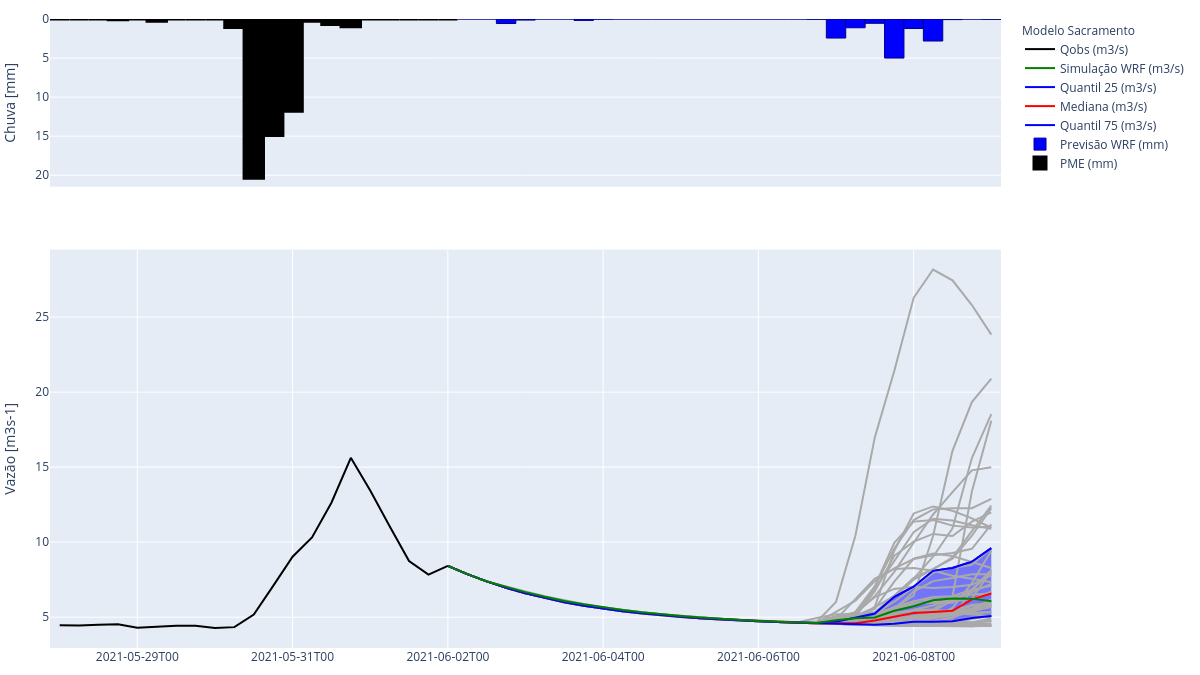 0
5
10
15
20
Chuva [mm]
Modelo Sacramento
Qobs (m3/s)
Simulação WRF (m3/s)
Quantil 25 (m3/s)
Mediana (m3/s)
Quantil 75 (m3/s)
Previsão WRF (mm)
PME (mm)
25
20
15
10
5
Vazão [m3s-1]
2021-05-29T00
2021-05-31T00
2021-06-02T00
2021-06-04T00
2021-06-06T00
2021-06-08T00